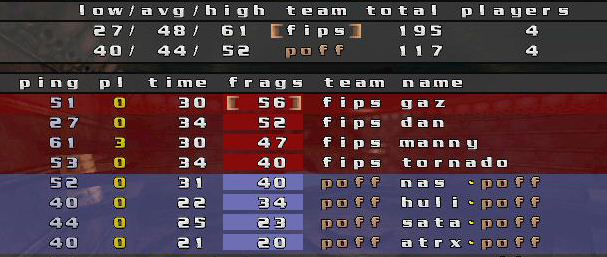 low/avg/high team total players
27/ 48/ 61 [fips] 195 4
40/ 44/ 52 poff 117 4
ping pl time frags team name
51 0 30 [ 56 ] fips gaz
27 0 34 52 fips dan
61 3 30 47 fips manny
53 0 34 40 fips tornado
52 0 31 40 poff nas •poff
40 0 22 34 poff huli•poff
44 0 25 23 poff sata•poff
40 0 21 20 poff atrx•poff